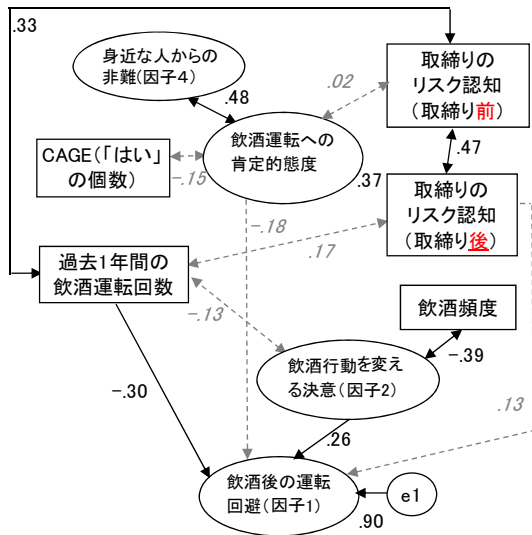 .33
身近な人からの
非難(因子4)
.48
.02
取締りの
リスク認知
(取締り前)
CAGE(「はい」
の個数)
-.15
飲酒運転への
肯定的態度
.47
.37
取締りの
リスク認知
(取締り後)
-.18
.17
過去1年間の
飲酒運転回数
-.13
飲酒頻度
-.39
飲酒行動を変え
る決意(因子2)
-.30
.26
.13
飲酒後の運転
回避(因子1)
e1
.90